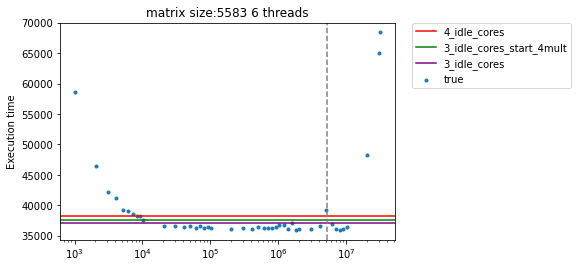 matrix size:5583 6 threads
Execution time
70000
65000
60000
55000
50000
45000
40000
35000
10³
10⁴
10⁵
10⁶
10⁷
4_idle_cores
3_idle_cores_start_4mult
3_idle_cores
true